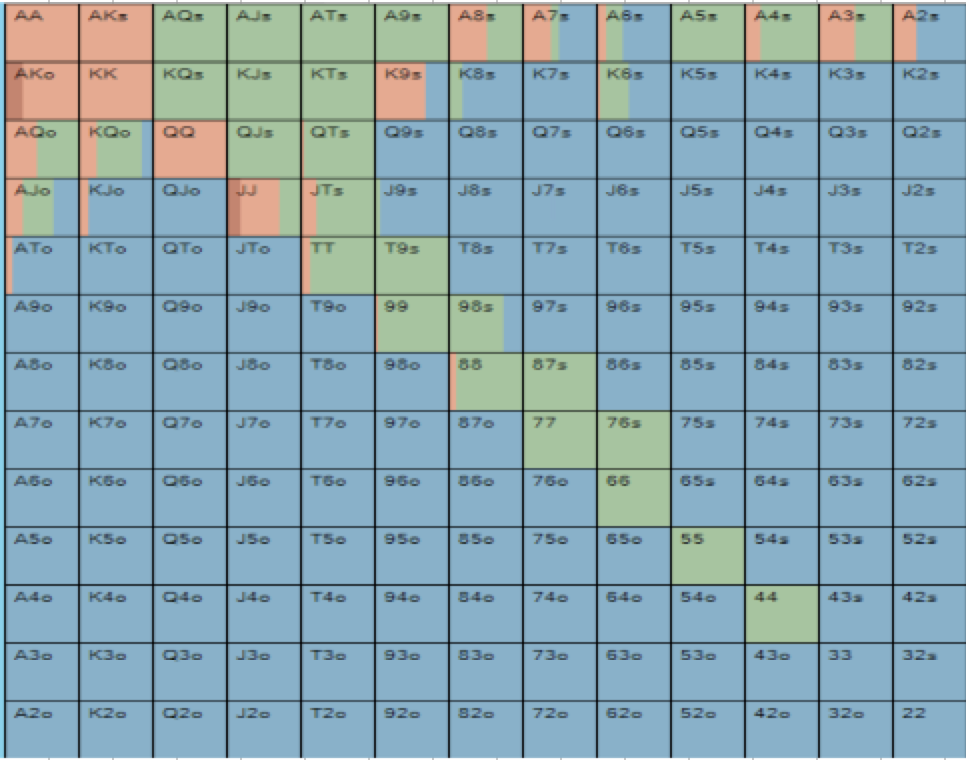 AA AKs AQs AJs ATs A9s A8s A7s A6s A5s A4s A3s A2s
AKo KK KQs KJs KTs K9s K8s K7s K6s K5s K4s K3s K2s
AQo KQo QQ QJs QTs Q9s Q8s Q7s Q6s Q5s Q4s Q3s Q2s
AJo KJo QJo JJ JTs J9s J8s J7s J6s J5s J4s J3s J2s
ATo KTo QTo JTo TT T9s T8s T7s T6s T5s T4s T3s T2s
A9o K9o Q9o J9o T9o 99 98s 97s 96s 95s 94s 93s 92s
A8o K8o Q8o J8o T8o 98o 88 87s 86s 85s 84s 83s 82s
A7o K7o Q7o J7o T7o 97o 87o 77 76s 75s 74s 73s 72s
A6o K6o Q6o J6o T6o 96o 86o 76o 66 65s 64s 63s 62s
A5o K5o Q5o J5o T5o 95o 85o 75o 65o 55 54s 53s 52s
A4o K4o Q4o J4o T4o 94o 84o 74o 64o 54o 44 43s 42s
A3o K3o Q3o J3o T3o 93o 83o 73o 63o 53o 43o 33 32s
A2o K2o Q2o J2o T2o 92o 82o 72o 62o 52o 42o 32o 22